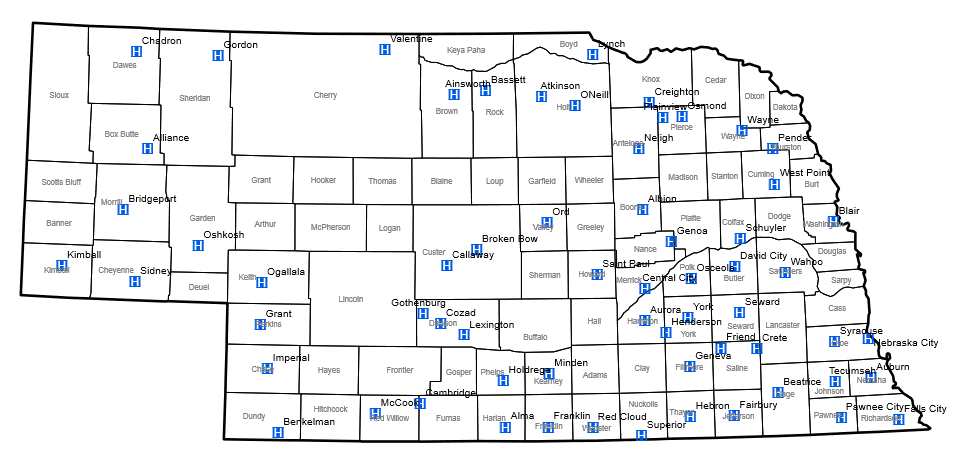 Chadron
Gordon
Valentine
Keya Paha
Boyd
Lynch
Dawes
Sioux
Sheridan
Cherry
Ainsworth
Bassett
Atkinson
ONeill
Holt
Brown
Rock
Knox
Cedar
Dixon
Dakota
Creighton
Plainview
Osmond
Pierce
Wayne
Wayne
Pender
Thurston
Box Butte
Alliance
Antelope
Neligh
Scotts Bluff
Grant
Hooker
Thomas
Blaine
Loup
Garfield
Wheeler
Madison
Stanton
Cuming
West Point
Burt
Morrill
Bridgeport
Banner
Garden
Arthur
McPherson
Logan
Ord
Valley
Greeley
Boone
Albion
Platte
Colfax
Dodge
Blair
Washington
Oshkosh
Custer
Broken Bow
Callaway
Genoa
Schuyler
Nance
Kimball
Kimball
Cheyenne
Sidney
Deuel
Keith
Ogallala
Lincoln
Sherman
Howard
Saint Paul
Merrick
Central City
Polk
Osceola
David City
Butler
Wahoo
Saunders
Douglas
Sarpy
Gothenburg
Cozad
Dawson
Lexington
Buffalo
Hall
Aurora
Hamilton
York
Henderson
York
Seward
Seward
Lancaster
Cass
Grant
Perkins
Friend
Crete
Syracuse
Otoe
Nebraska City
Imperial
Chase
Hayes
Frontier
Gosper
Phelps
Holdrege
Minden
Kearney
Adams
Clay
Geneva
Fillmore
Saline
Beatrice
Gage
Tecumseh
Johnson
Auburn
Nemaha
Dundy
Benkelman
Hitchcock
McCook
Red Willow
Cambridge
Furnas
Harlan
Alma
Franklin
Franklin
Red Cloud
Webster
Nuckolls
Superior
Thayer
Hebron
Fairbury
Jefferson
Pawnee City
Pawnee
Richardson
Falls City